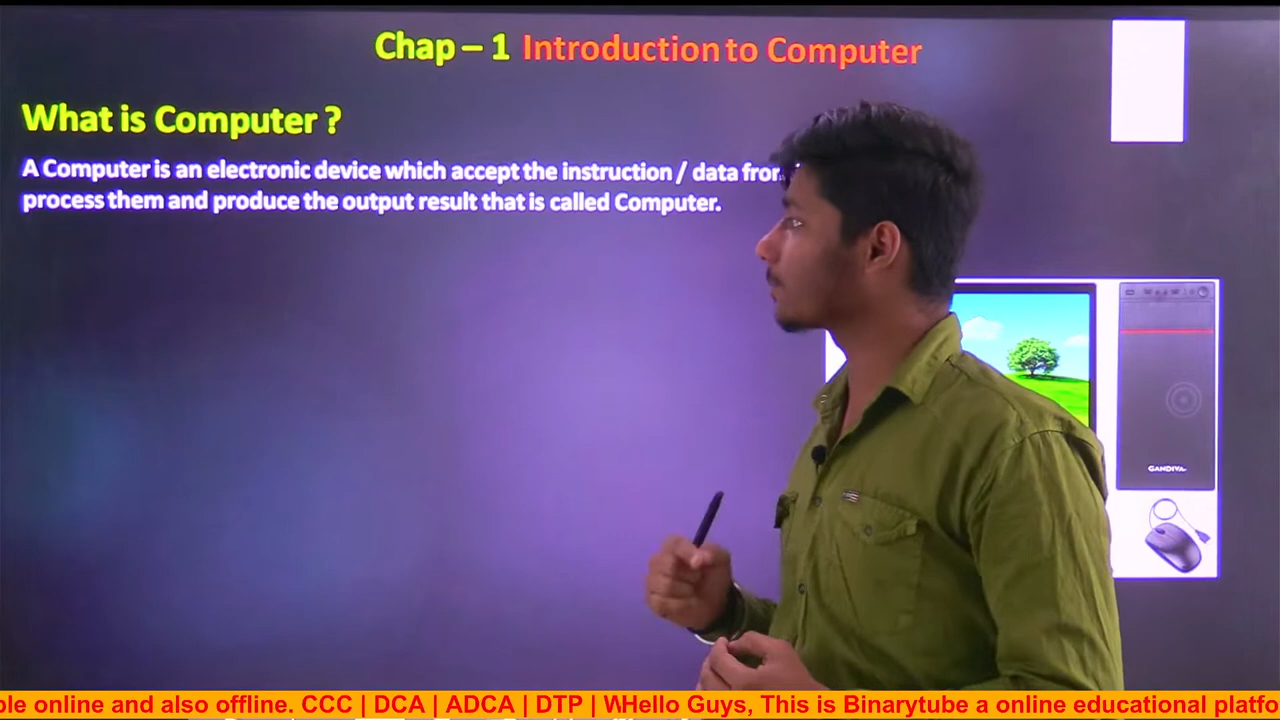 Chap – 1 Introduction to Computer
What is Computer ?
A Computer is an electronic device which accept the instruction / data from
process them and produce the output result that is called Computer.
GANDIVA
ble online and also offline. CCC | DCA | ADCA | DTP | WHello Guys, This is Binarytube a online educational platfo